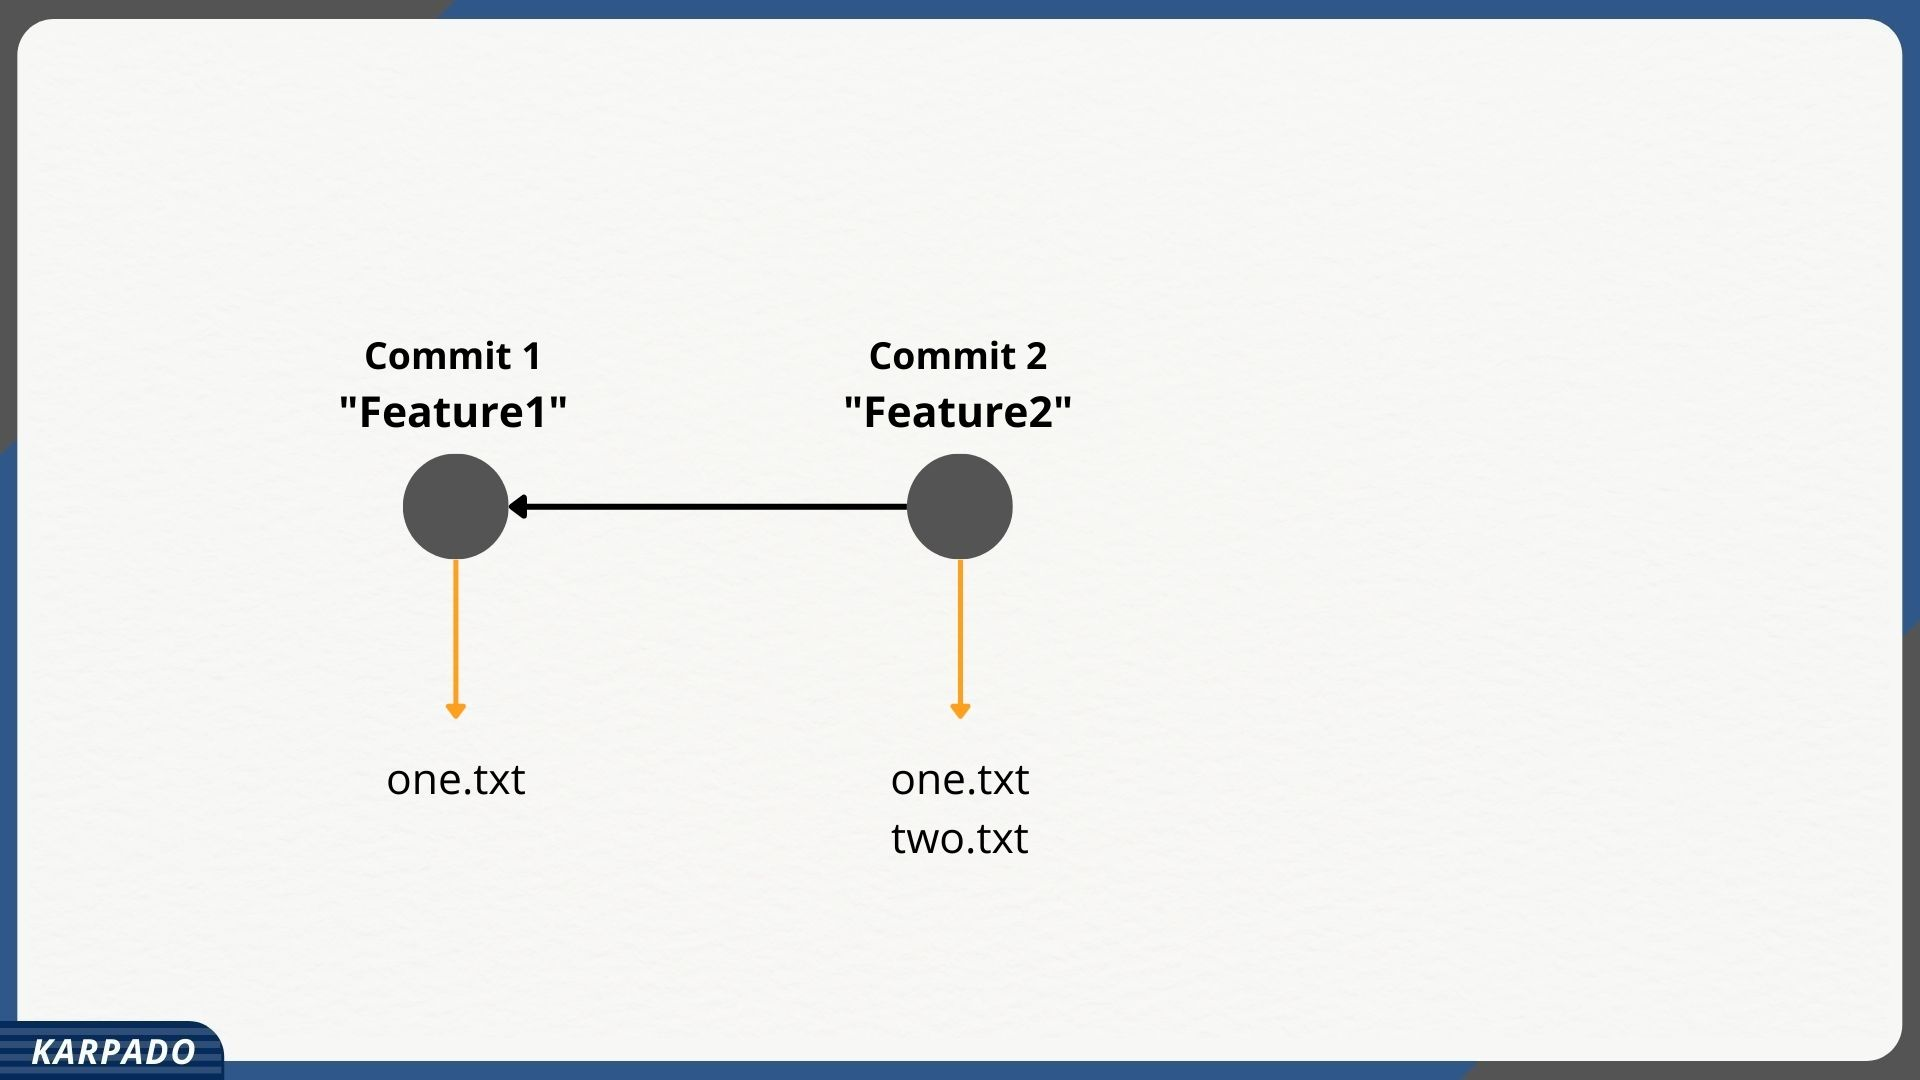 Commit 1
"Feature1"
Commit 2
"Feature2"
one.txt
one.txt
two.txt
KARPADO